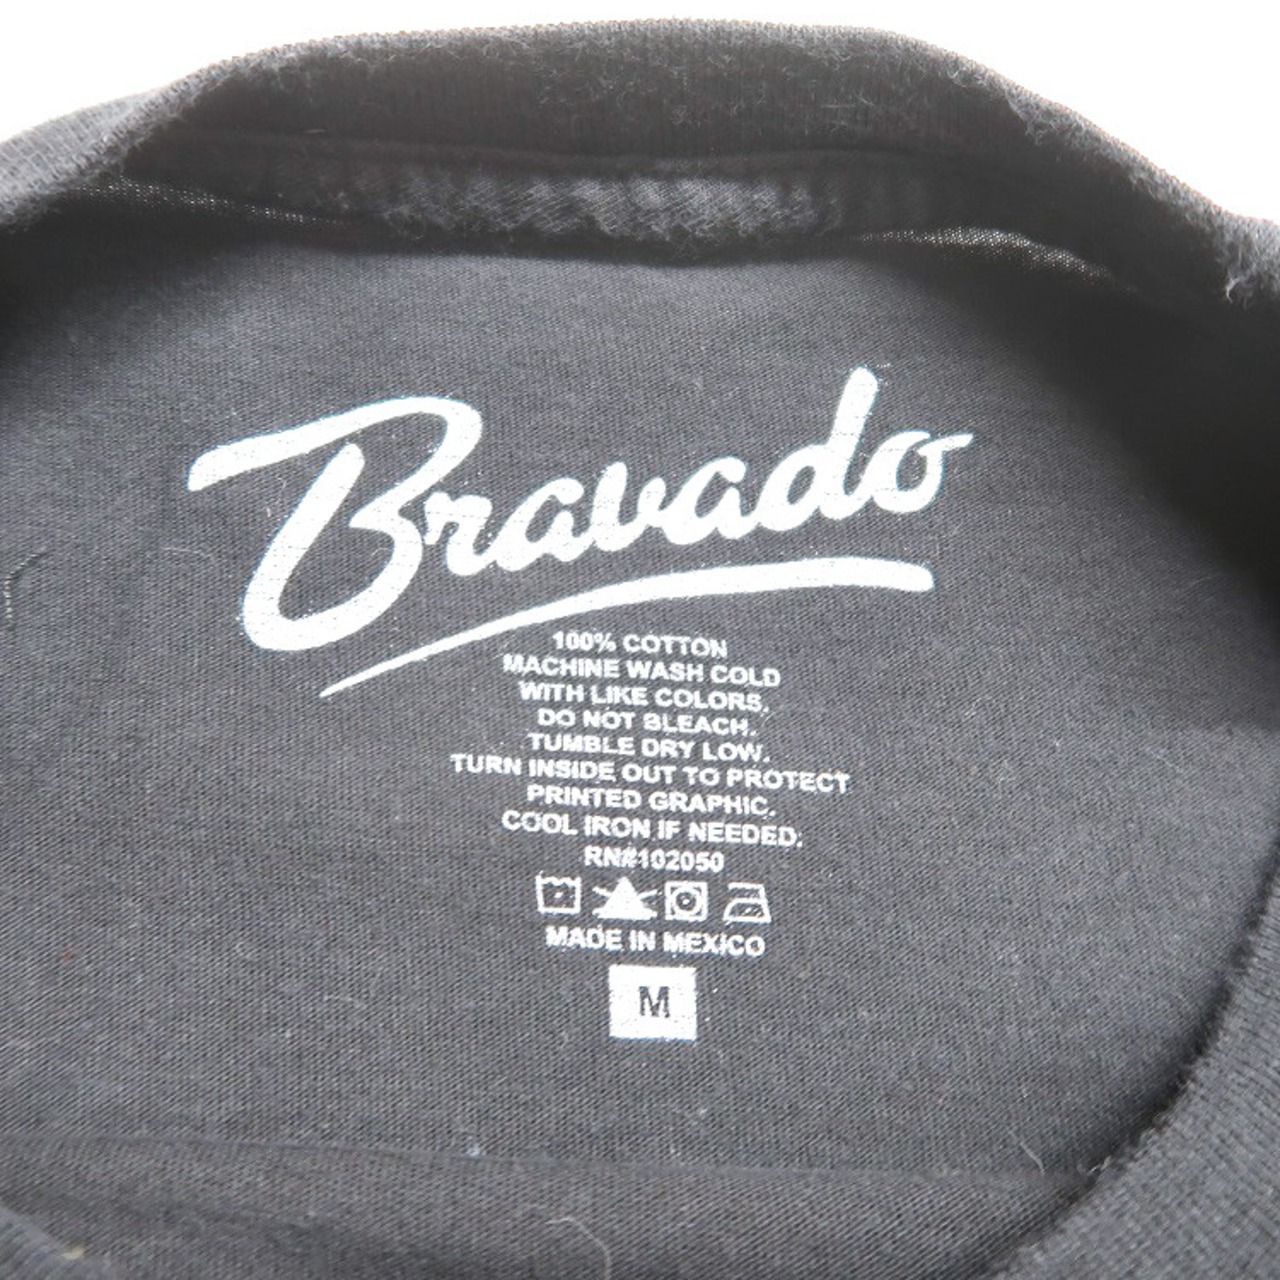 Bravado
100% COTTON
MACHINE WASH COLD
WITH LIKE COLORS.
DO NOT BLEACH.
TUMBLE DRY LOW.
TURN INSIDE OUT TO PROTECT
PRINTED GRAPHIC.
COOL IRON IF NEEDED.
RN#102050
MADE IN MEXICO
M